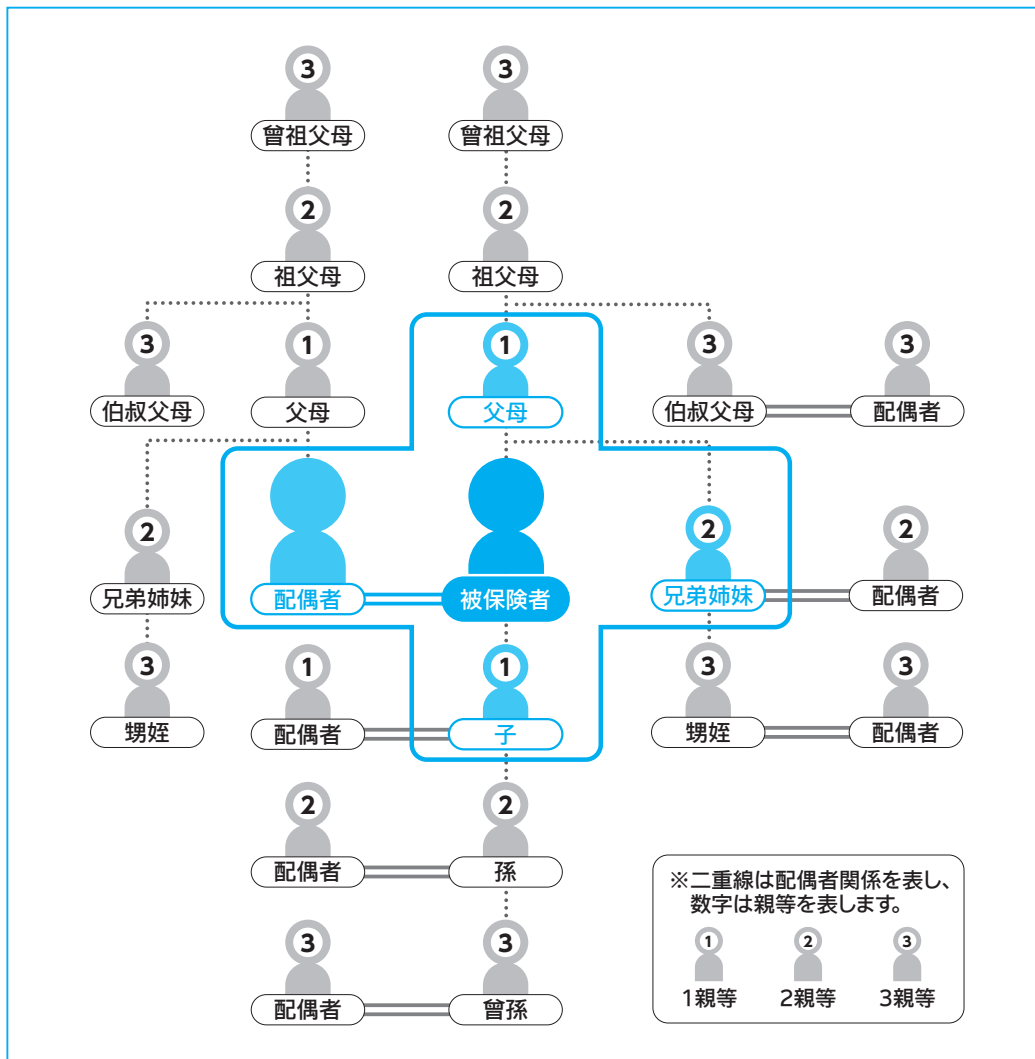 3 3
曾祖父母 曾祖父母
2 2
祖父母 祖父母
3 1 1 3 3
伯叔父母 父母 父母 伯叔父母 配偶者
2 2 2
兄弟姉妹 配偶者 被保険者 兄弟姉妹 配偶者
3 1 1 3 3
甥姪 配偶者 子 甥姪 配偶者
2 2
配偶者 孫
3 3
配偶者 曾孫
※二重線は配偶者関係を表し、
数字は親等を表します。
1 2 3
1親等 2親等 3親等